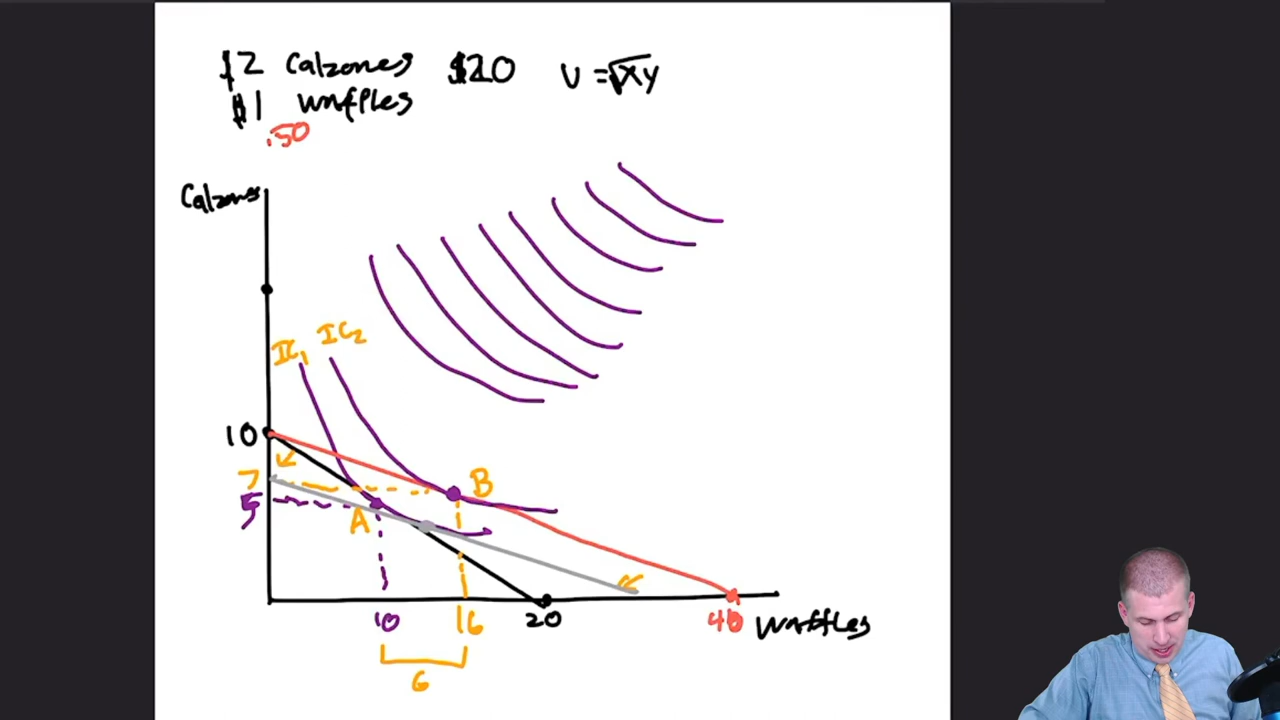 $2 Calzones $20 U = √xy
$1 Waffles
.50
Calzones
IC1 IC2
10
7
5
A
B
10
16
20
40
Waffles
6